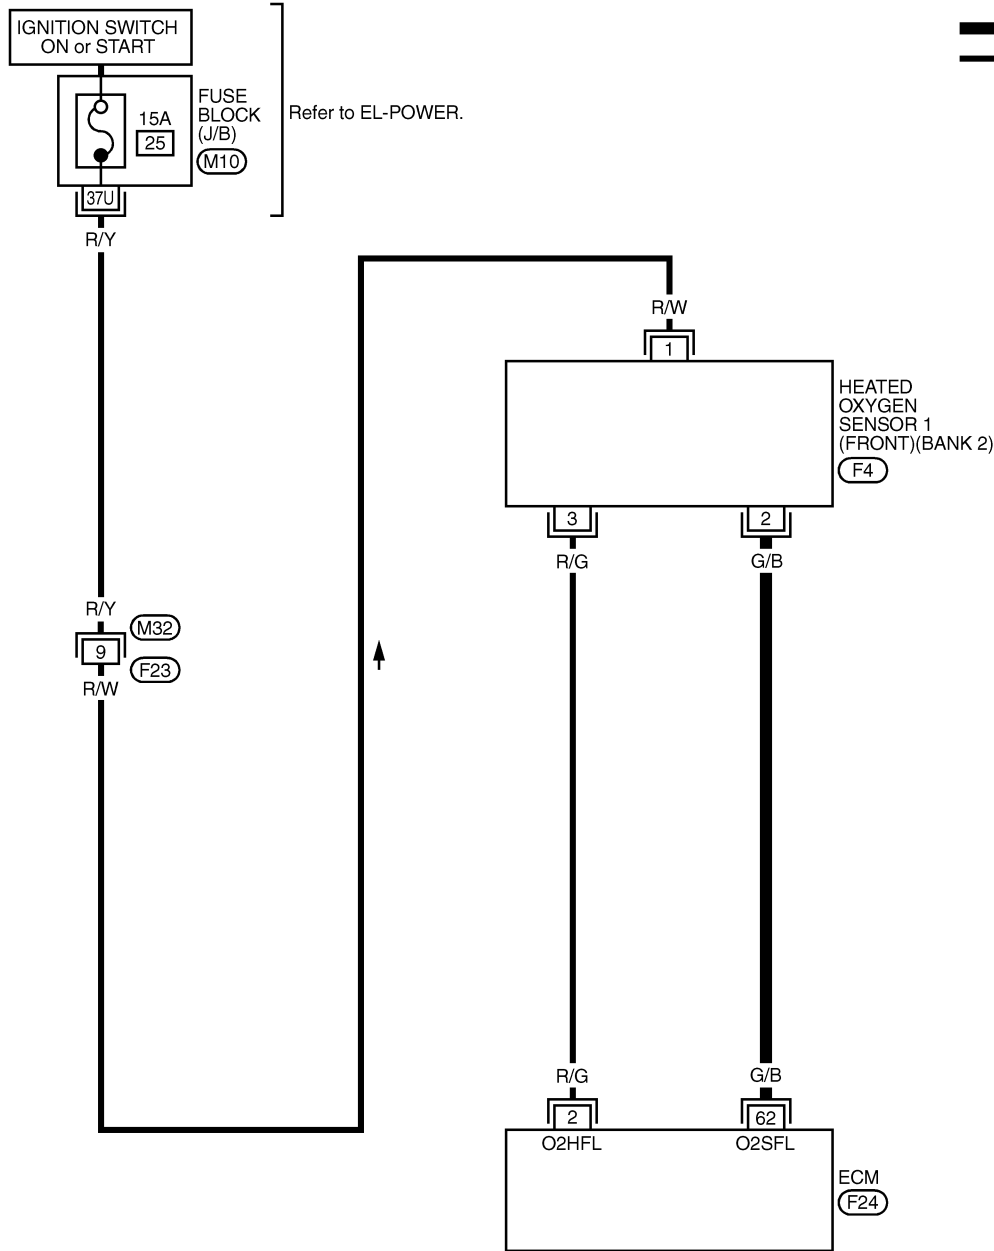 IGNITION SWITCH
ON or START
FUSE
BLOCK
(J/B)
M10
15A
25
Refer to EL-POWER.
37U
R/Y
R/W
1
HEATED
OXYGEN
SENSOR 1
(FRONT)(BANK 2)
F4
3
2
R/G
G/B
R/Y
M32
9
F23
R/W
R/G
G/B
2
62
O2HFL
O2SFL
ECM
F24